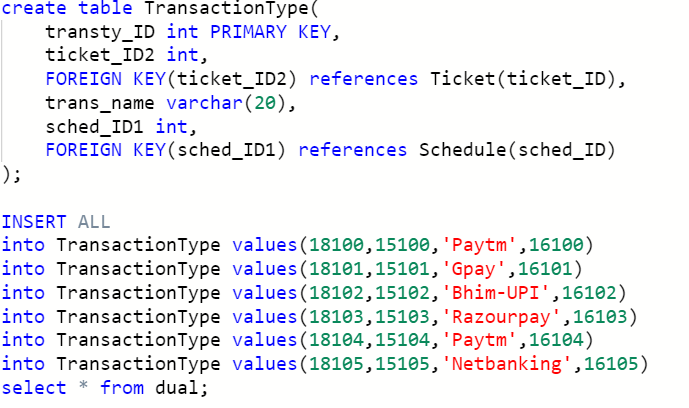 create table TransactionType(
    transty_ID int PRIMARY KEY,
    ticket_ID2 int,
    FOREIGN KEY(ticket_ID2) references Ticket(ticket_ID),
    trans_name varchar(20),
    sched_ID1 int,
    FOREIGN KEY(sched_ID1) references Schedule(sched_ID)
);
INSERT ALL
into TransactionType values(18100,15100,'Paytm',16100)
into TransactionType values(18101,15101,'Gpay',16101)
into TransactionType values(18102,15102,'Bhim-UPI',16102)
into TransactionType values(18103,15103,'Razourpay',16103)
into TransactionType values(18104,15104,'Paytm',16104)
into TransactionType values(18105,15105,'Netbanking',16105)
select * from dual;